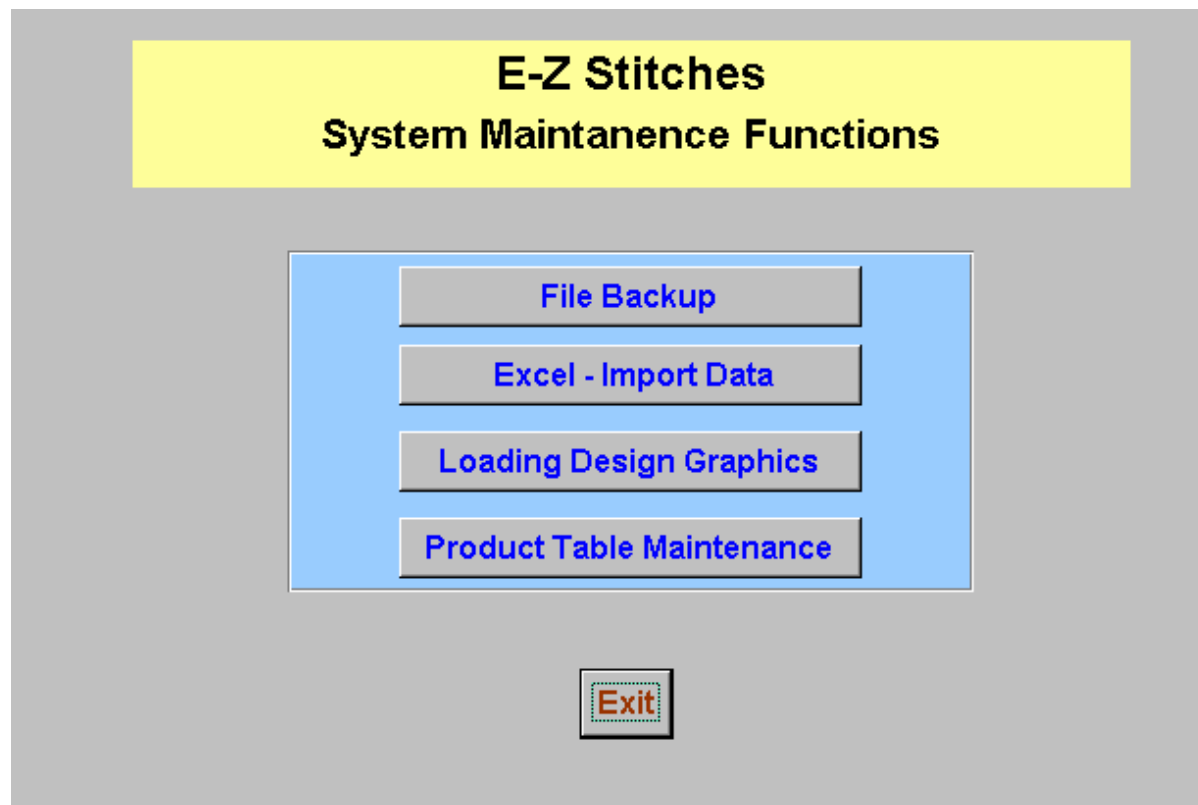 E-Z Stitches
System Maintanence Functions
File Backup
Excel - Import Data
Loading Design Graphics
Product Table Maintenance
Exit